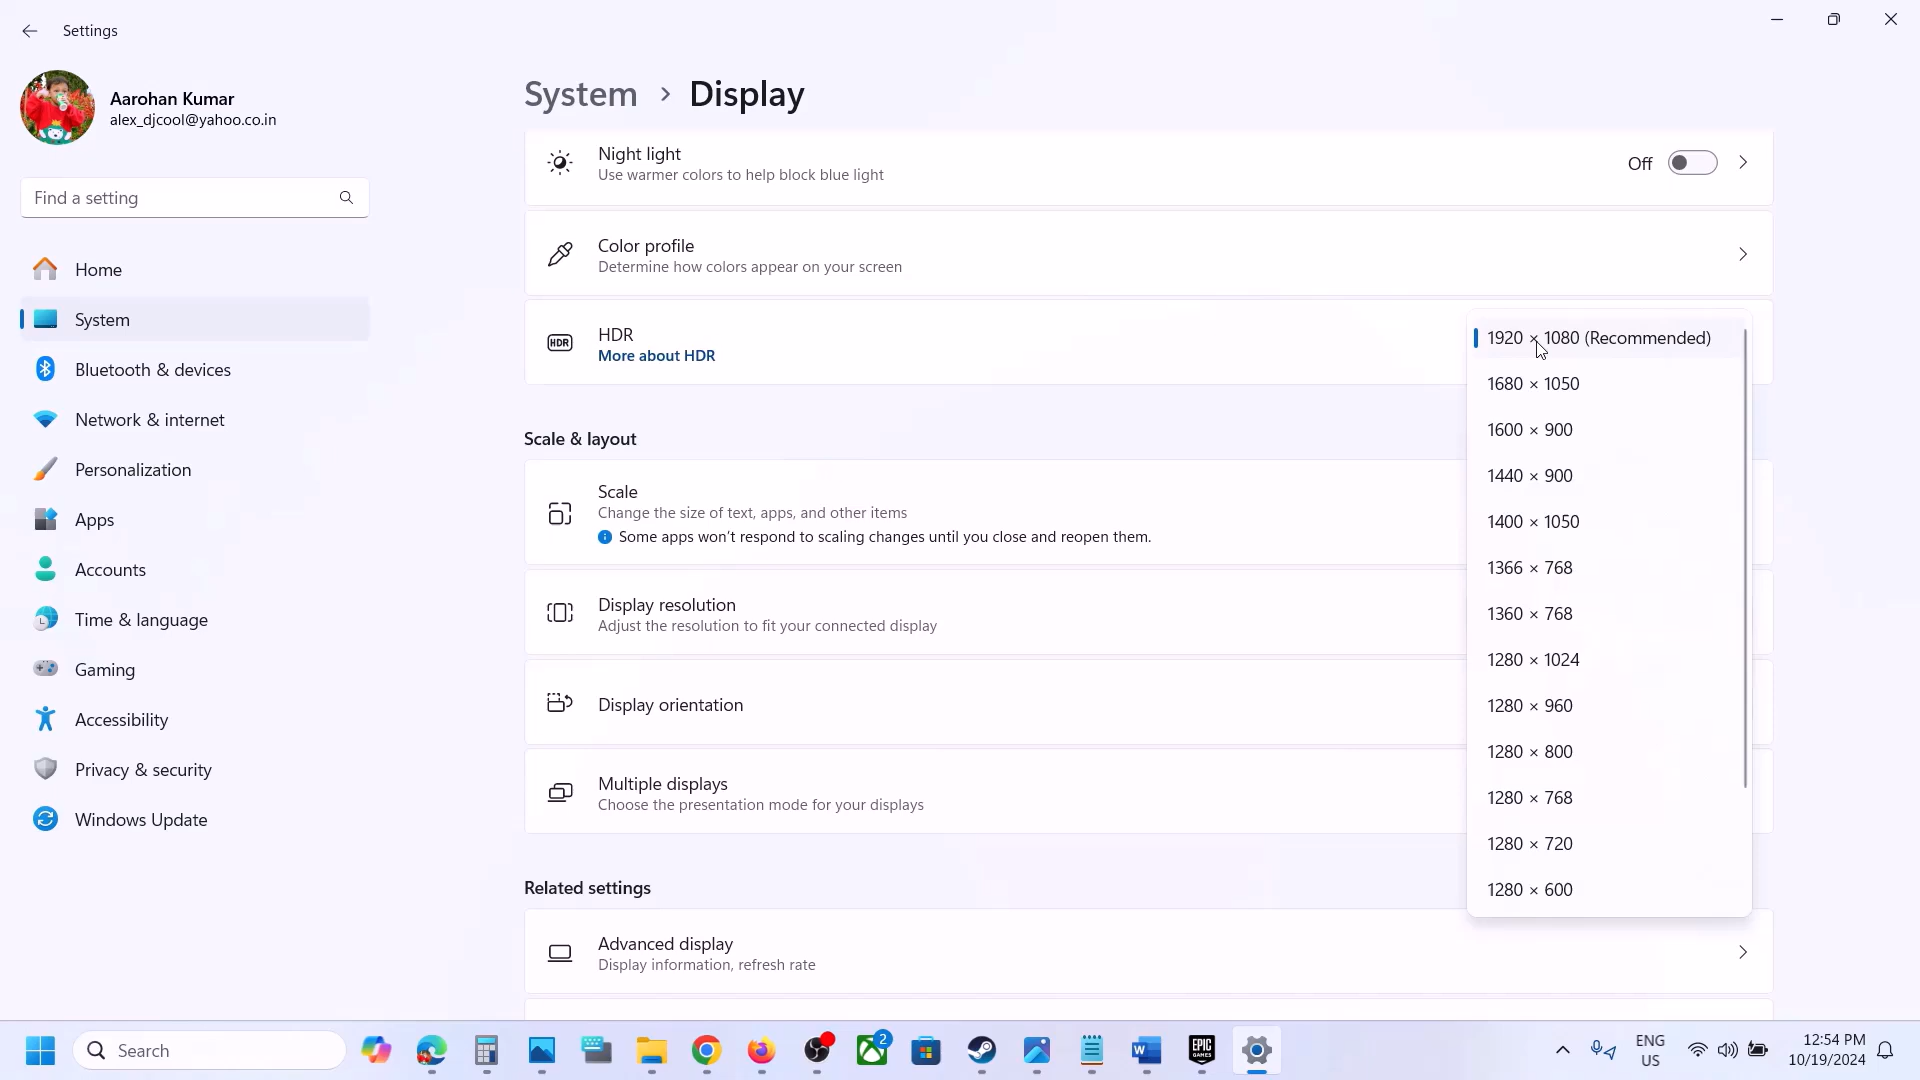 Settings
Aarohan Kumar
alex_djcool@yahoo.co.in
Find a setting
Home
System
Bluetooth & devices
Network & internet
Personalization
Apps
Accounts
Time & language
Gaming
Accessibility
Privacy & security
Windows Update
System > Display
Night light
Use warmer colors to help block blue light
Off
Color profile
Determine how colors appear on your screen
HDR
HDR
More about HDR
Scale & layout
Scale
Change the size of text, apps, and other items
Some apps won't respond to scaling changes until you close and reopen them.
Display resolution
Adjust the resolution to fit your connected display
Display orientation
Multiple displays
Choose the presentation mode for your displays
Related settings
Advanced display
Display information, refresh rate
1920 × 1080 (Recommended)
1680 × 1050
1600 × 900
1440 × 900
1400 × 1050
1366 × 768
1360 × 768
1280 × 1024
1280 × 960
1280 × 800
1280 × 768
1280 × 720
1280 × 600
Search
2
W
EPIC
GAMES
ENG
US
12:54 PM
10/19/2024